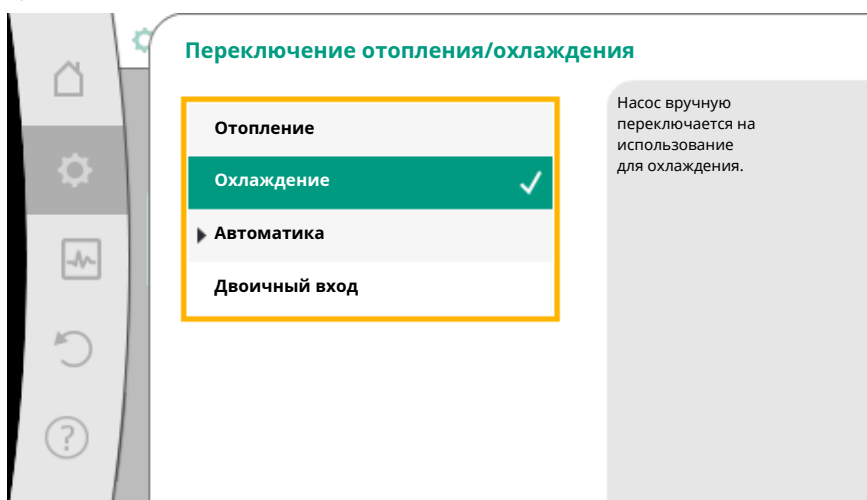 Переключение отопления/охлаждения
Отопление
Охлаждение
Автоматика
Двоичный вход
Насос вручную
переключается на
использование
для охлаждения.
?